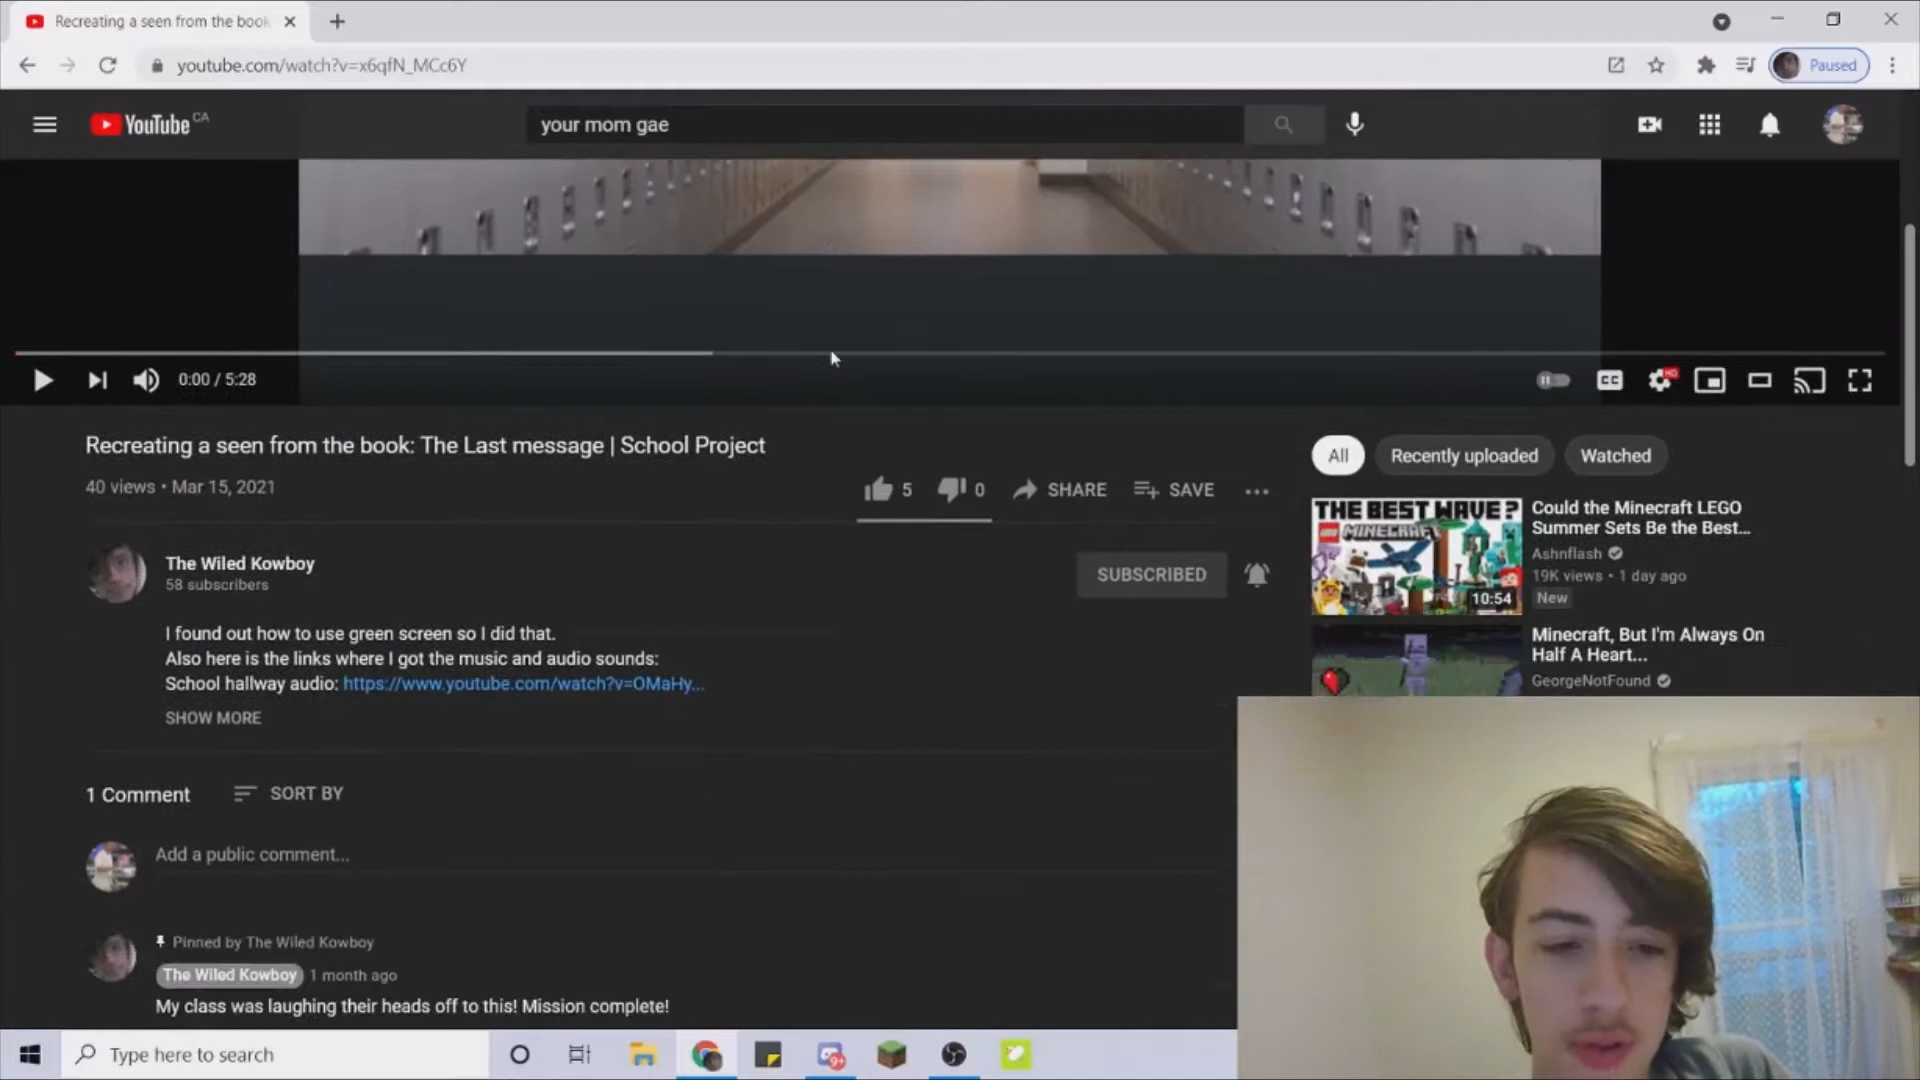 Recreating a seen from the book
youtube.com/watch?v=x6qfN_MCc6Y
Paused
YouTube CA
your mom gae
0:00 / 5:28
CC
HD
Recreating a seen from the book: The Last message | School Project
40 views • Mar 15, 2021
5
0
SHARE
SAVE
The Wiled Kowboy
58 subscribers
SUBSCRIBED
I found out how to use green screen so I did that.
Also here is the links where I got the music and audio sounds:
School hallway audio: https://www.youtube.com/watch?v=OMaHy...
SHOW MORE
1 Comment
SORT BY
Add a public comment...
Pinned by The Wiled Kowboy
The Wiled Kowboy 1 month ago
My class was laughing their heads off to this! Mission complete!
All
Recently uploaded
Watched
THE BEST WAVE?
MINECRAFT
10:54
Could the Minecraft LEGO
Summer Sets Be the Best...
Ashnflash
19K views • 1 day ago
New
Minecraft, But I'm Always On
Half A Heart...
GeorgeNotFound
Type here to search
9+